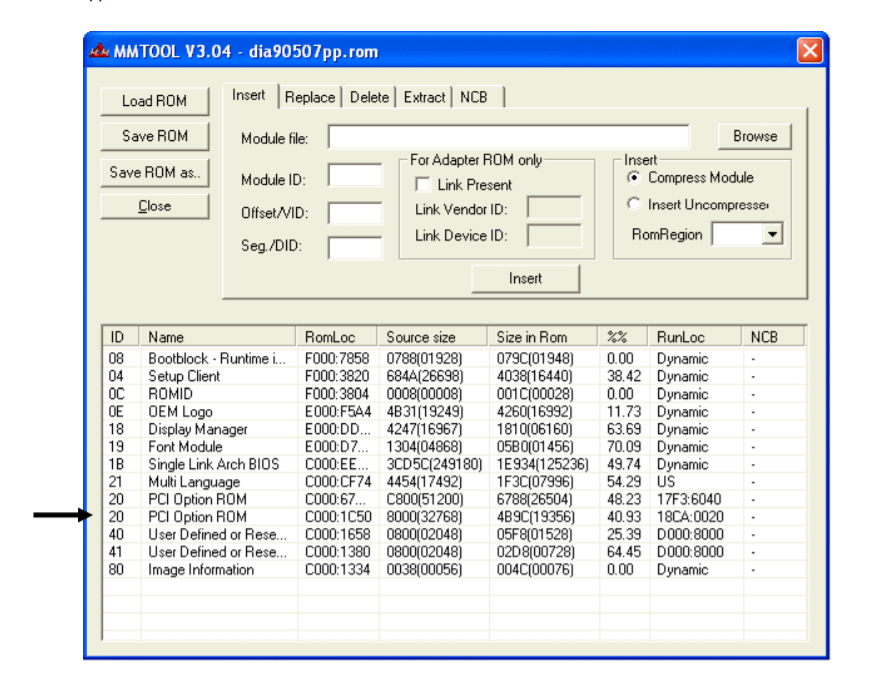 MMTOOL V3.04 - dia90507pp.rom
Load ROM
Save ROM
Save ROM as..
Close
Insert Replace Delete Extract NCB
Module file: Browse
Module ID:
Offset/VID:
Seg./DID:
For Adapter ROM only
Link Present
Link Vendor ID:
Link Device ID:
Insert
Compress Module
Insert Uncompresse
RomRegion
Insert
ID Name RomLoc Source size Size in Rom %% RunLoc NCB
08 Bootblock - Runtime i... F000:7858 0788(01928) 079C(01948) 0.00 Dynamic -
04 Setup Client F000:3820 684A(26698) 4038(16440) 38.42 Dynamic -
0C ROMID F000:3804 0008(00008) 001C(00028) 0.00 Dynamic -
0E OEM Logo E000:F5A4 4B31(19249) 4260(16992) 11.73 Dynamic -
18 Display Manager E000:DD... 4247(16967) 1810(06160) 63.69 Dynamic -
19 Font Module E000:D7... 1304(04868) 05B0(01456) 70.09 Dynamic -
1B Single Link Arch BIOS C000:EE... 3CD5C(249180) 1E934(125236) 49.74 Dynamic -
21 Multi Language C000:CF74 4454(17492) 1F3C(07996) 54.29 US -
20 PCI Option ROM C000:67... C800(51200) 6788(26504) 48.23 17F3:6040 -
20 PCI Option ROM C000:1C50 8000(32768) 4B9C(19356) 40.93 18CA:0020 -
40 User Defined or Rese... C000:1658 0800(02048) 05F8(01528) 25.39 D000:8000 -
41 User Defined or Rese... C000:1380 0800(02048) 02D8(00728) 64.45 D000:8000 -
80 Image Information C000:1334 0038(00056) 004C(00076) 0.00 Dynamic -